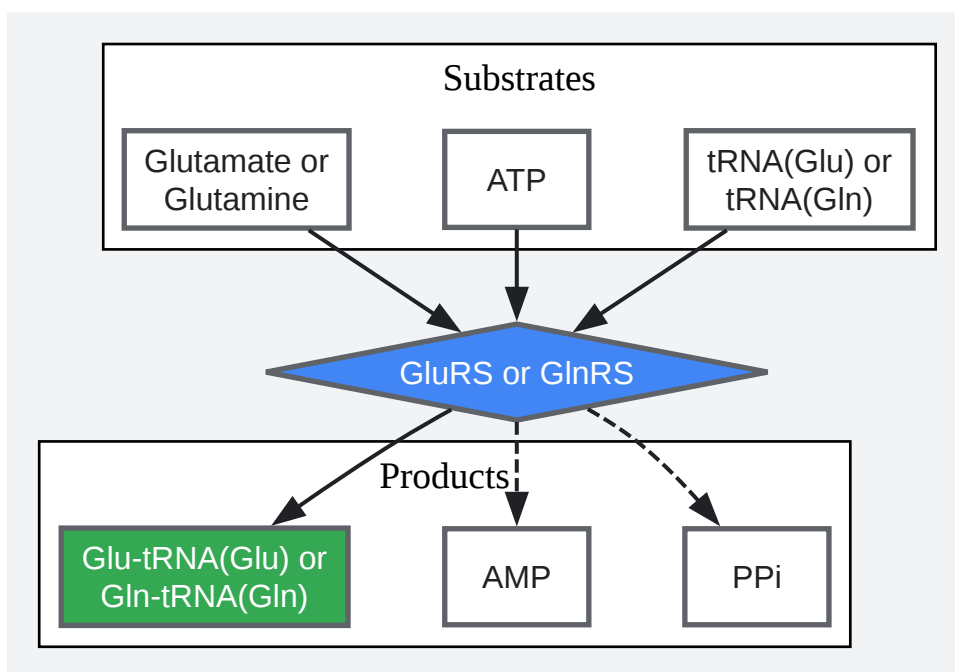 Substrates
Glutamate or
Glutamine
ATP
tRNA(Glu) or
tRNA(Gln)
GluRS or GlnRS
Products
Glu-tRNA(Glu) or
Gln-tRNA(Gln)
AMP
PPi